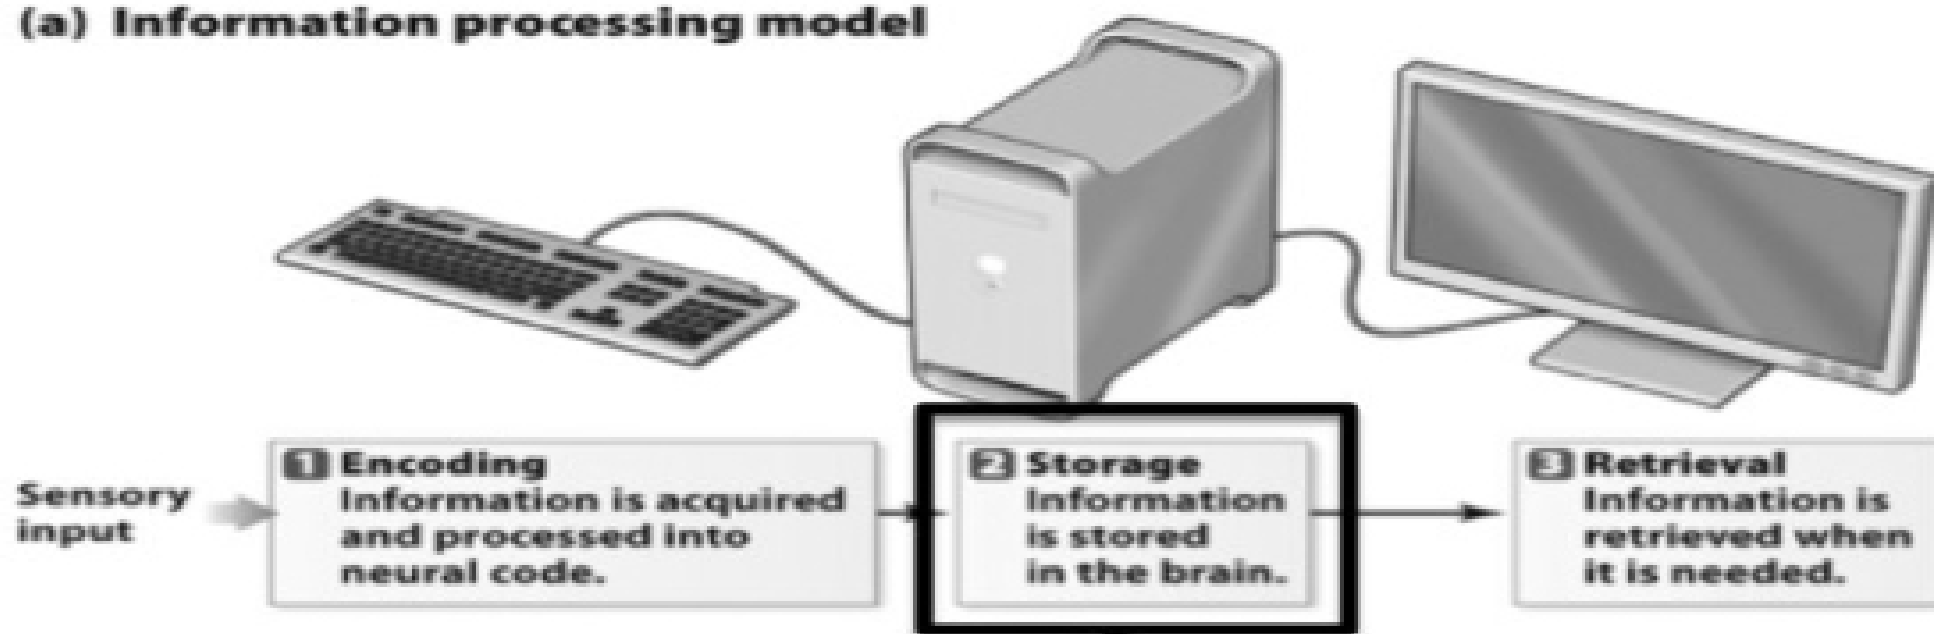 (a) Information processing model
Sensory
input
1 Encoding
Information is acquired
and processed into
neural code.
2 Storage
Information
is stored
in the brain.
3 Retrieval
Information is
retrieved when
it is needed.